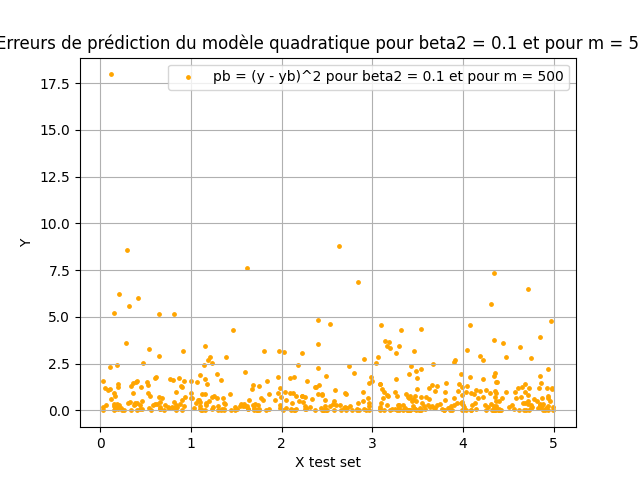 Erreurs de prédiction du modèle quadratique pour beta2 = 0.1 et pour m = 5
pb = (y - yb)^2 pour beta2 = 0.1 et pour m = 500
17.5
15.0
12.5
10.0
7.5
5.0
2.5
0.0
Y
0 1 2 3 4 5
X test set